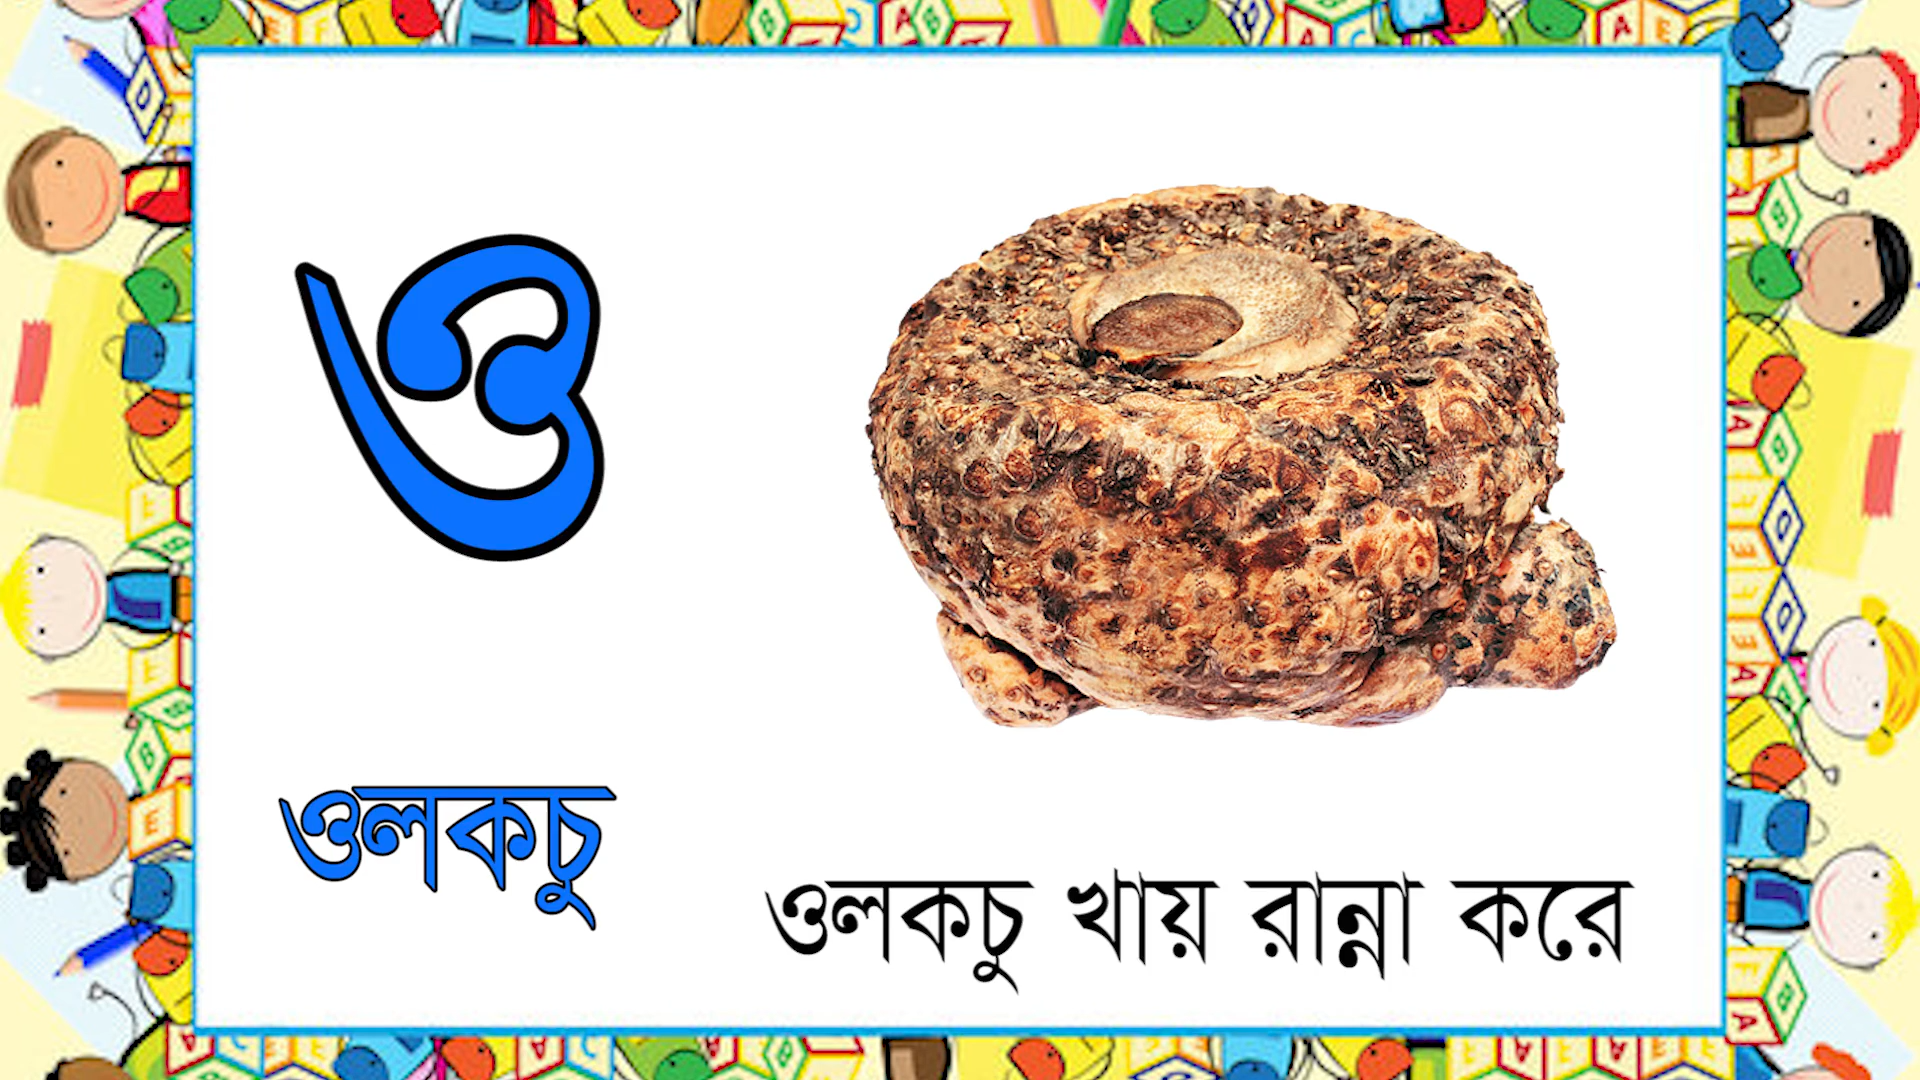 ও
ওলকচু
ওলকচু খায় রান্না করে